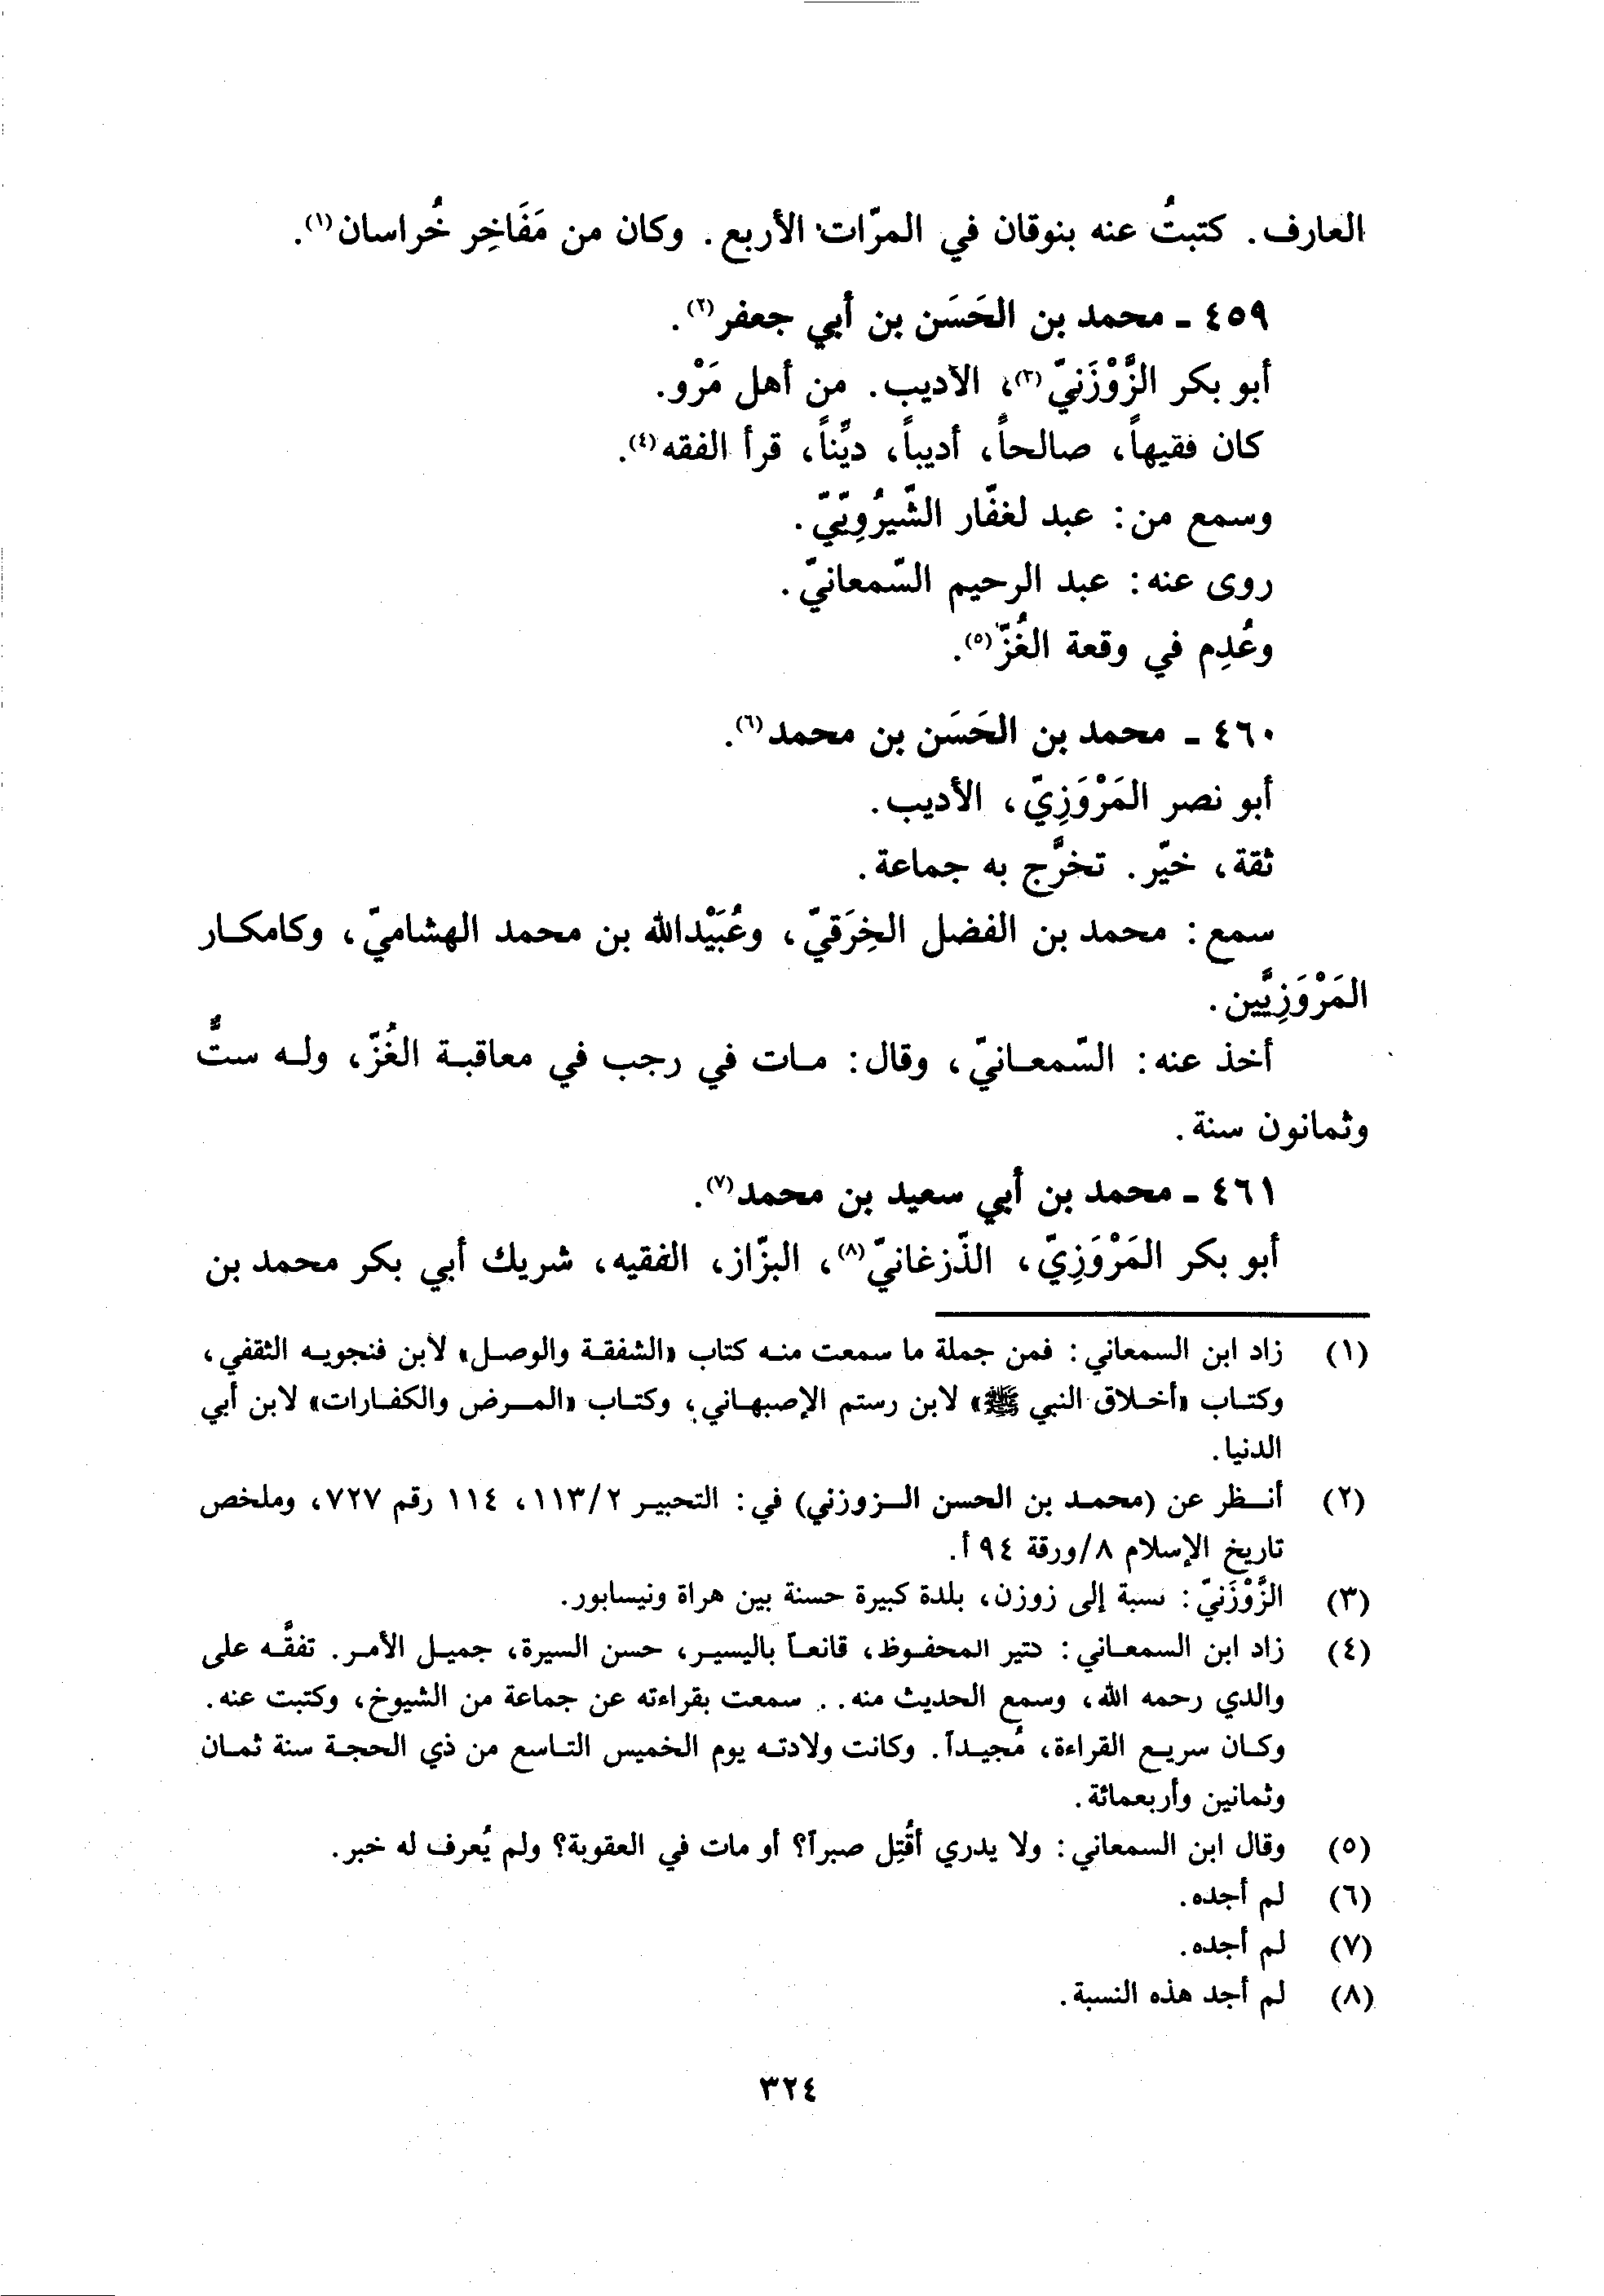 العارف. كتبتُ عنه بنوقان في المرّات الأربع. وكان من مَفَاخِر خُراسان(١).
٤٥٩ ـ محمد بن الحَسَن بن أبي جعفر(٢).
أبو بكر الزَّوْزَنيّ(٣)، الأديب. من أهل مَرْو.
كان فقيهاً، صالحاً، أديباً، ديِّناً، قرأ الفقه(٤).
وسمع من: عبد لغفّار الشّيرُوِيّيّ.
روى عنه: عبد الرحيم السّمعانيّ.
وعُدِم في وقعة الغُزّ(٥).
٤٦٠ ـ محمد بن الحَسَن بن محمد(٦).
أبو نصر المَرْوَزِيّ، الأديب.
ثقة، خيّر. تخرَّج به جماعة.
سمع: محمد بن الفضل الخِرَقيّ، وعُبَيْدالله بن محمد الهشاميّ، وكامكار
المَرْوَزِيَّين.
أخذ عنه: السّمعانيّ، وقال: مات في رجب في معاقبة الغُزّ، وله ستٌّ
وثمانون سنة.
٤٦١ ـ محمد بن أبي سعيد بن محمد(٧).
أبو بكر المَرْوَزِيّ، الذّزغانيّ(٨)، البزّاز، الفقيه، شريك أبي بكر محمد بن
(١) زاد ابن السمعاني: فمن جملة ما سمعت منه كتاب «الشفقة والوصل» لابن فنجويه الثقفي،
وكتاب «أخلاق النبي ﷺ» لابن رستم الإصبهاني، وكتاب «المرض والكفارات» لابن أبي
الدنيا.
(٢) أنظر عن (محمد بن الحسن الزوزني) في: التحبير ١١٣/٢، ١١٤ رقم ٧٢٧، وملخص
تاريخ الإسلام ٨/ورقة ٩٤ أ.
(٣) الزَّوْزَنيّ: نسبة إلى زوزن، بلدة كبيرة حسنة بين هراة ونيسابور.
(٤) زاد ابن السمعاني: دتير المحفوظ، قانعاً باليسير، حسن السيرة، جميل الأمر. تفقَّه على
والدي رحمه الله، وسمع الحديث منه.. سمعت بقراءته عن جماعة من الشيوخ، وكتبت عنه.
وكان سريع القراءة، مُجيداً. وكانت ولادته يوم الخميس التاسع من ذي الحجة سنة ثمان
وثمانين وأربعمائة.
(٥) وقال ابن السمعاني: ولا يدري أقُتِل صبراً؟ أو مات في العقوبة؟ ولم يُعرف له خبر.
(٦) لم أجده.
(٧) لم أجده.
(٨) لم أجد هذه النسبة.
٣٢٤